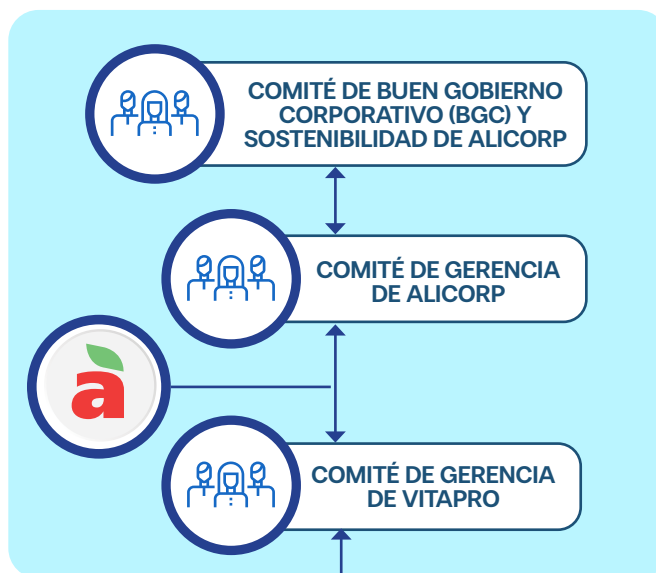 COMITÉ DE BUEN GOBIERNO
CORPORATIVO (BGC) Y
SOSTENIBILIDAD DE ALICORP
COMITÉ DE GERENCIA
DE ALICORP
a
COMITÉ DE GERENCIA
DE VITAPRO